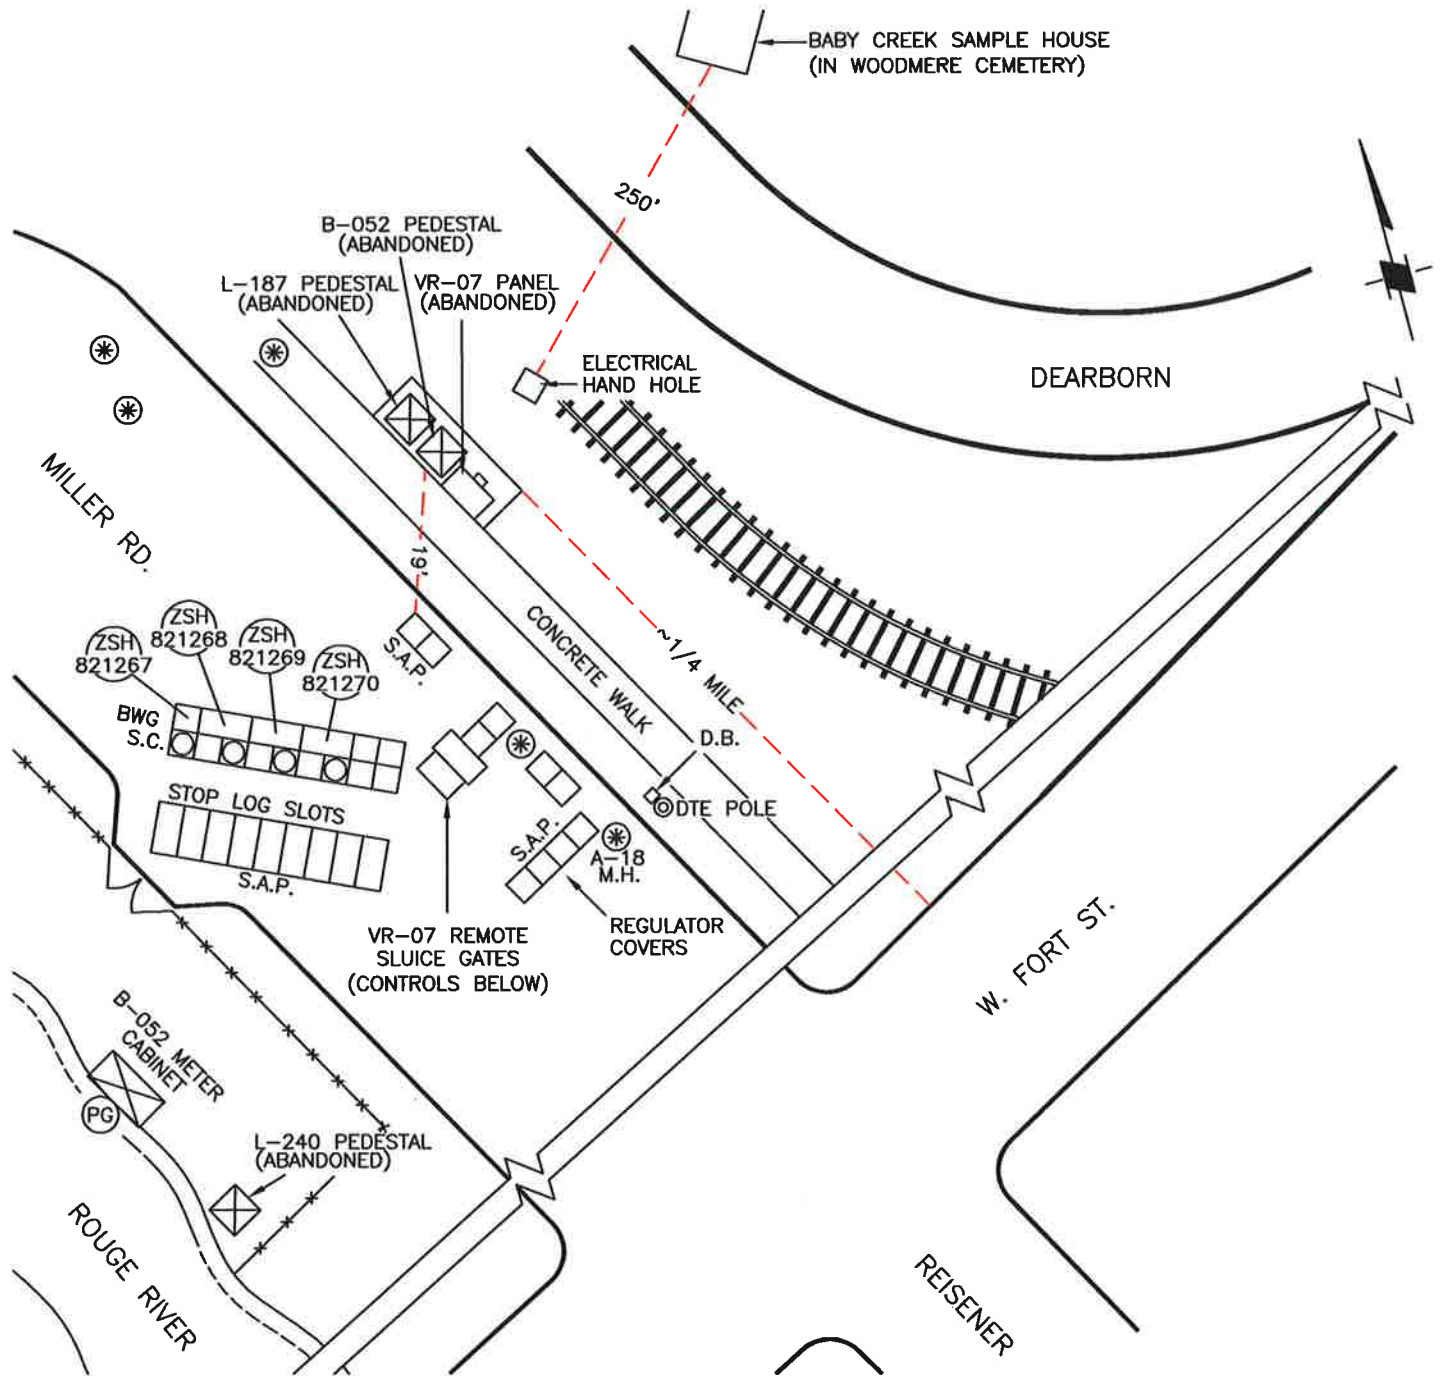 BABY CREEK SAMPLE HOUSE
(IN WOODMERE CEMETERY)
250'
B-052 PEDESTAL
(ABANDONED)
L-187 PEDESTAL
(ABANDONED)
VR-07 PANEL
(ABANDONED)
ELECTRICAL
HAND HOLE
DEARBORN
MILLER RD.
19'
CONCRETE WALK
~1/4 MILE
S.A.P.
ZSH
821267
ZSH
821268
ZSH
821269
ZSH
821270
BWG
S.C.
STOP LOG SLOTS
S.A.P.
D.B.
DTE POLE
S.A.P.
A-18
M.H.
REGULATOR
COVERS
VR-07 REMOTE
SLUICE GATES
(CONTROLS BELOW)
W. FORT ST.
B-052 METER
CABINET
PG
L-240 PEDESTAL
(ABANDONED)
ROUGE RIVER
REISENER